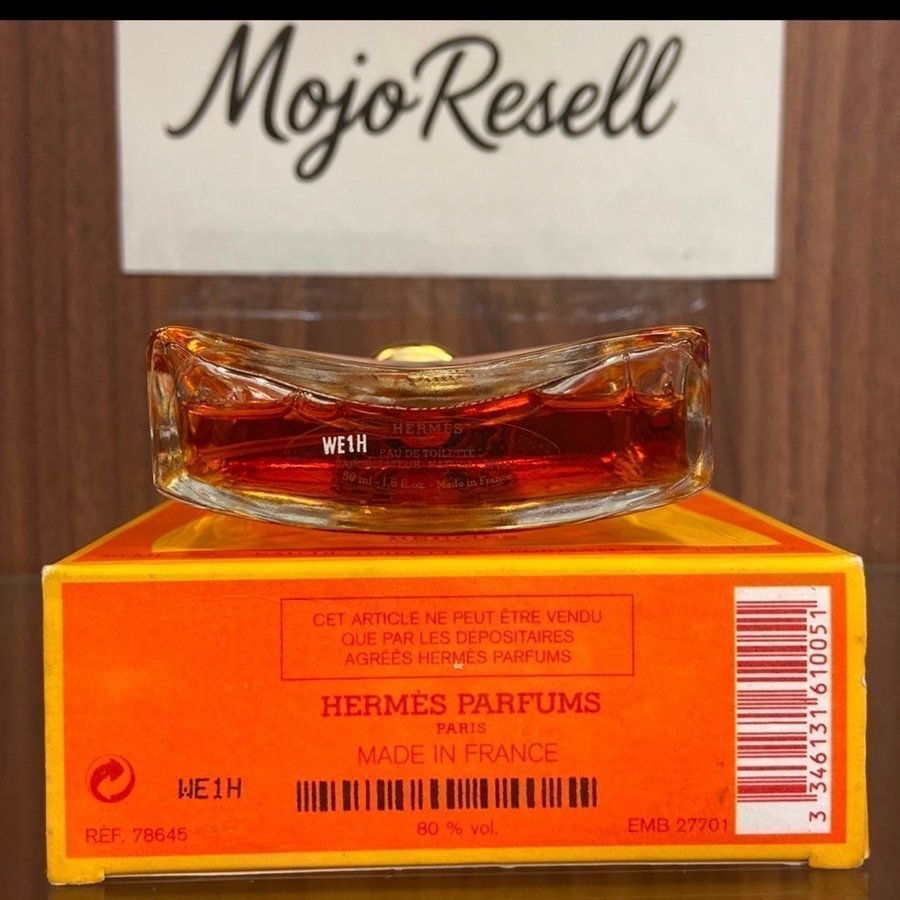 MojoResell
HERMÈS
WE1H
EAU DE TOILETTE
50 ml - 1.6 fl.oz. - Made in France
CET ARTICLE NE PEUT ÊTRE VENDU
QUE PAR LES DÉPOSITAIRES
AGRÉÉS HERMÈS PARFUMS
HERMÈS PARFUMS
PARIS
MADE IN FRANCE
WE1H
RÉF. 78645
80 % vol.
EMB 27701
3 346131 610051